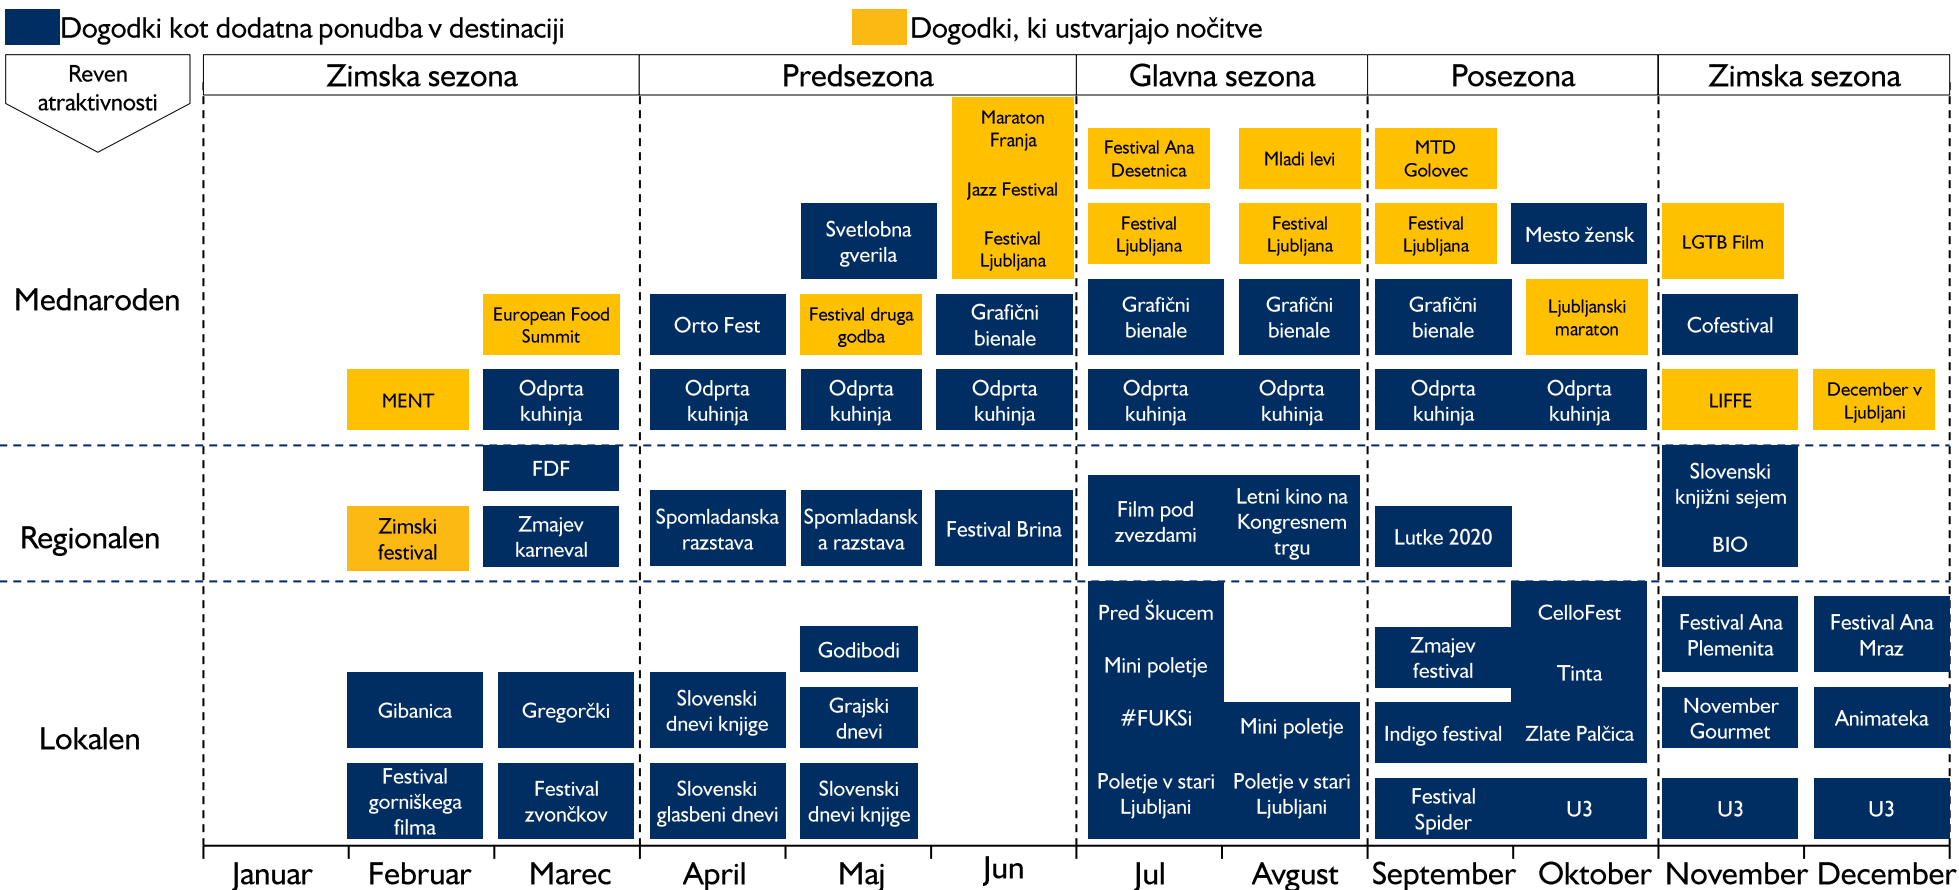 Dogodki kot dodatna ponudba v destinaciji
Dogodki, ki ustvarjajo nočitve
Reven
atraktivnosti
Zimska sezona
Predsezona
Glavna sezona
Posezona
Zimska sezona
Mednaroden
MENT
European Food
Summit
Odprta
kuhinja
Orto Fest
Odprta
kuhinja
Svetlobna
gverila
Festival druga
godba
Odprta
kuhinja
Maraton
Franja
Jazz Festival
Festival
Ljubljana
Grafični
bienale
Odprta
kuhinja
Festival Ana
Desetnica
Festival
Ljubljana
Grafični
bienale
Odprta
kuhinja
Mladi levi
Festival
Ljubljana
Grafični
bienale
Odprta
kuhinja
MTD
Golovec
Festival
Ljubljana
Grafični
bienale
Odprta
kuhinja
Mesto žensk
Ljubljanski
maraton
Odprta
kuhinja
LGTB Film
Cofestival
LIFFE
December v
Ljubljani
Regionalen
Zimski
festival
FDF
Zmajev
karneval
Spomladanska
razstava
Spomladansk
a razstava
Festival Brina
Film pod
zvezdami
Letni kino na
Kongresnem
trgu
Lutke 2020
Slovenski
knjižni sejem
BIO
Lokalen
Gibanica
Festival
gorniškega
filma
Gregorčki
Festival
zvončkov
Slovenski
dnevi knjige
Slovenski
glasbeni dnevi
Godibodi
Grajski
dnevi
Slovenski
dnevi knjige
Pred Škucem
Mini poletje
#FUKSi
Poletje v stari
Ljubljani
Mini poletje
Poletje v stari
Ljubljani
Zmajev
festival
Indigo festival
Festival
Spider
CelloFest
Tinta
Zlate Palčica
U3
Festival Ana
Plemenita
November
Gourmet
U3
Festival Ana
Mraz
Animateka
U3
Januar
Februar
Marec
April
Maj
Jun
Jul
Avgust
September
Oktober
November
December